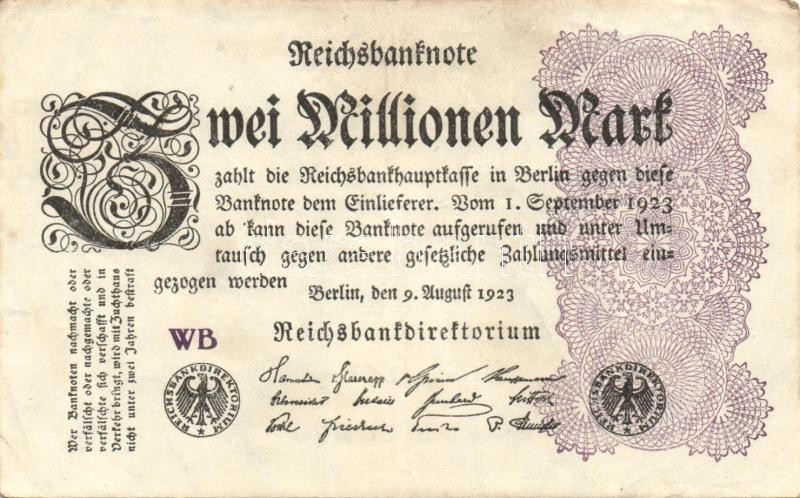 Reichsbanknote
Zwei Millionen Mark
zahlt die Reichsbankhauptkasse in Berlin gegen diese
Banknote dem Einlieferer. Vom 1. September 1923
ab kann diese Banknote aufgerufen und unter Um-
tausch gegen andere gesetzliche Zahlungsmittel ein-
gezogen werden
Berlin, den 9. August 1923
Reichsbankdirektorium
WB
Wer Banknoten nachmacht oder
verfälscht oder nachgemachte oder
verfälschte sich verschafft und in
Verkehr bringt, wird mit Zuchthaus
nicht unter zwei Jahren bestraft
REICHSBANKDIREKTORIUM
REICHSBANKDIREKTORIUM